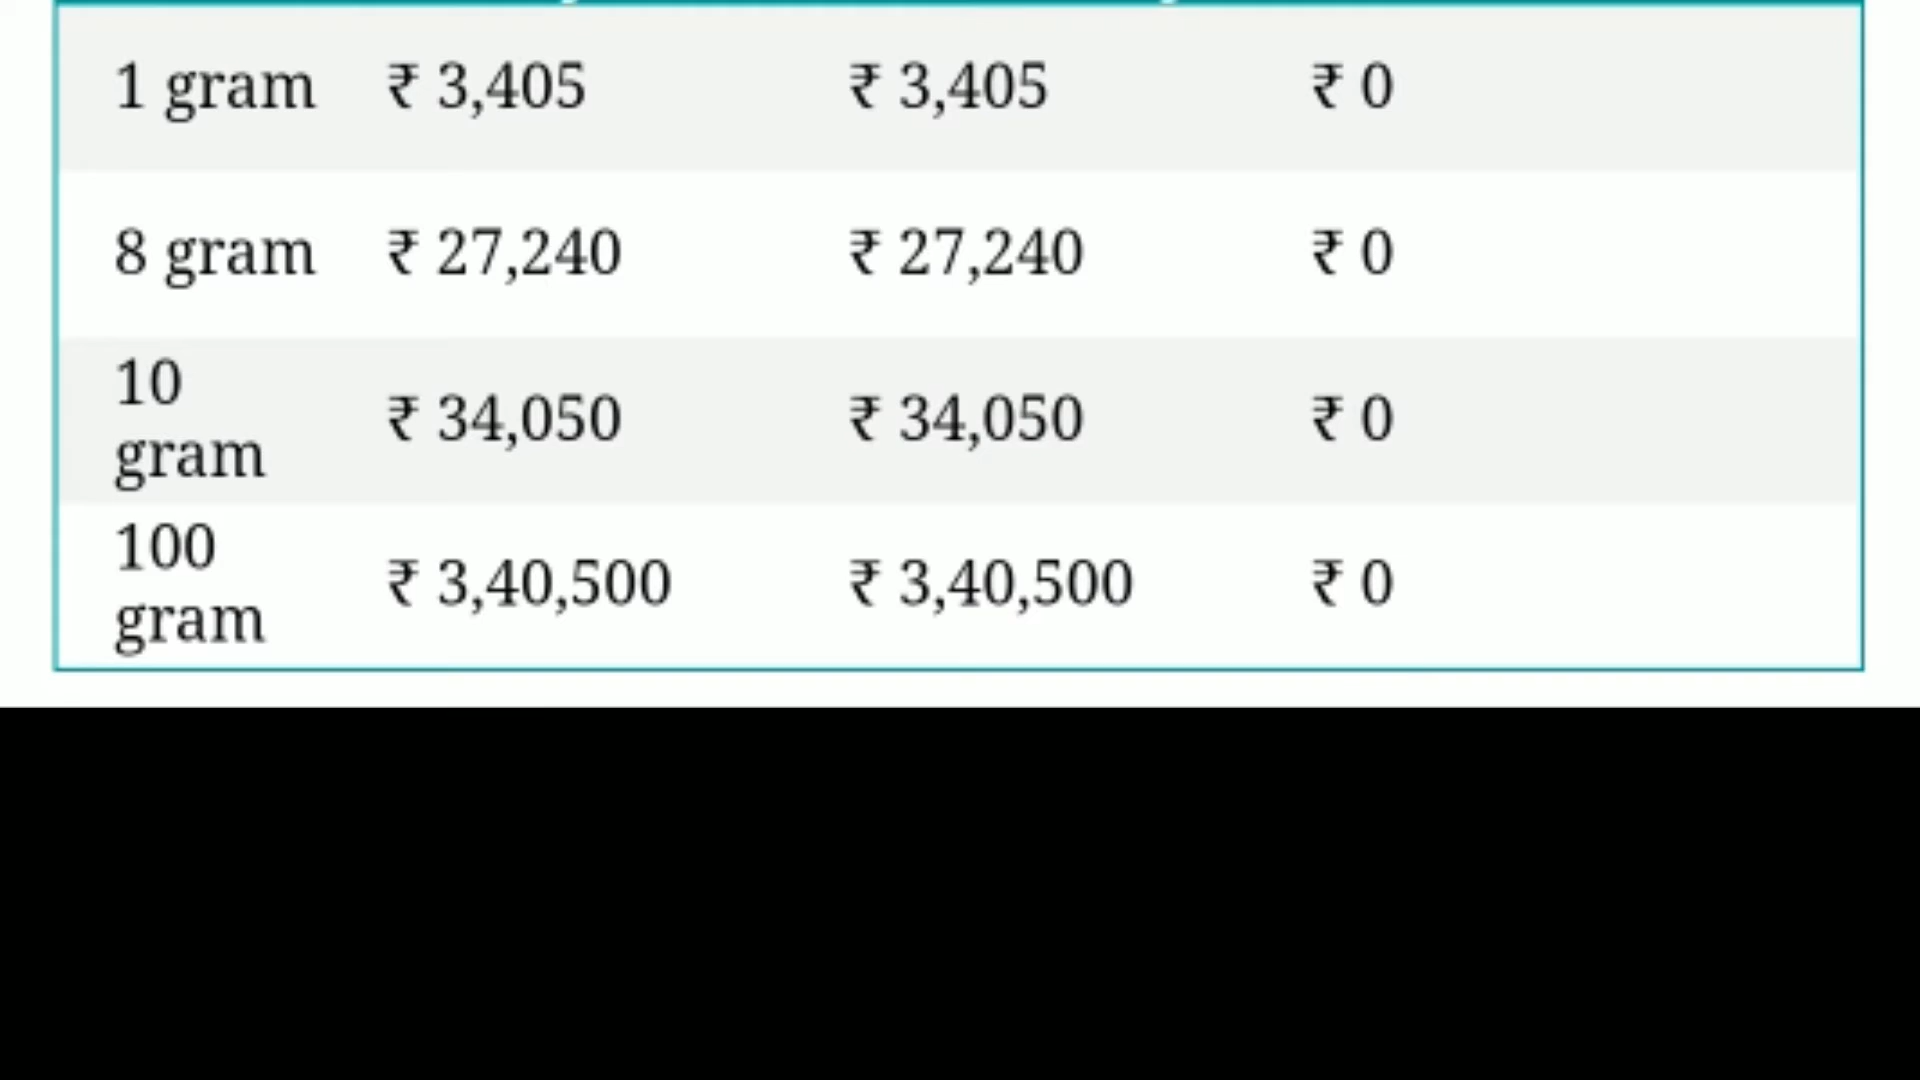 1 gram ₹ 3,405 ₹ 3,405 ₹ 0
8 gram ₹ 27,240 ₹ 27,240 ₹ 0
10
gram ₹ 34,050 ₹ 34,050 ₹ 0
100
gram ₹ 3,40,500 ₹ 3,40,500 ₹ 0